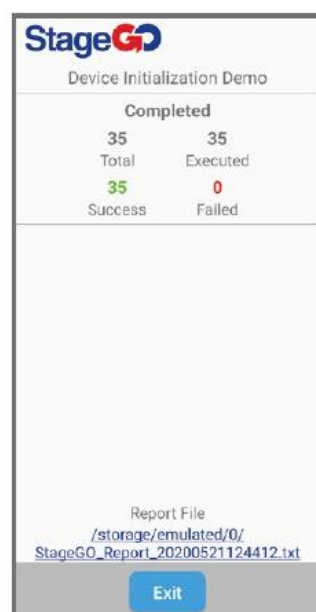 StageGO
Device Initialization Demo
Completed
35 35
Total Executed
35 0
Success Failed
Report File
/storage/emulated/0/
StageGO_Report_20200521124412.txt
Exit